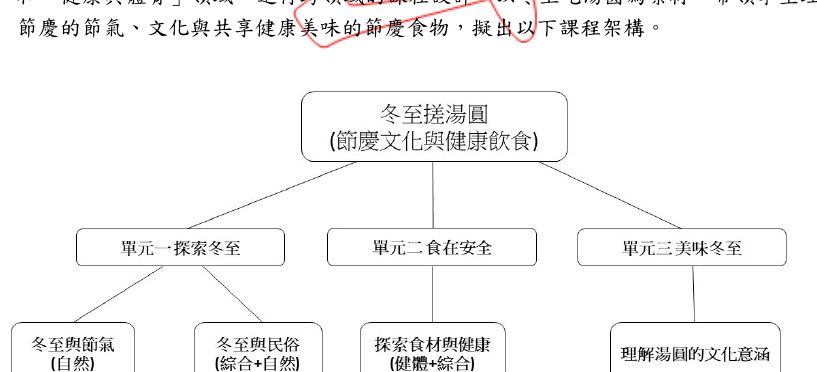 節慶的節氣、文化與共享健康美味的節慶食物，擬出以下課程架構。
冬至搓湯圓
(節慶文化與健康飲食)
單元一 探索冬至
單元二 食在安全
單元三 美味冬至
冬至與節氣
(自然)
冬至與民俗
(綜合+自然)
探索食材與健康
(健體+綜合)
理解湯圓的文化意涵